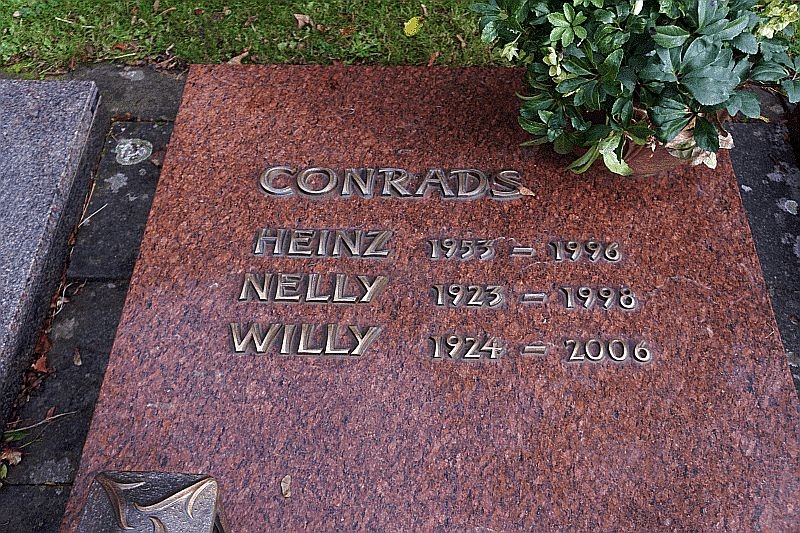 CONRADS
HEINZ 1953 – 1996
NELLY 1923 – 1998
WILLY 1924 – 2006